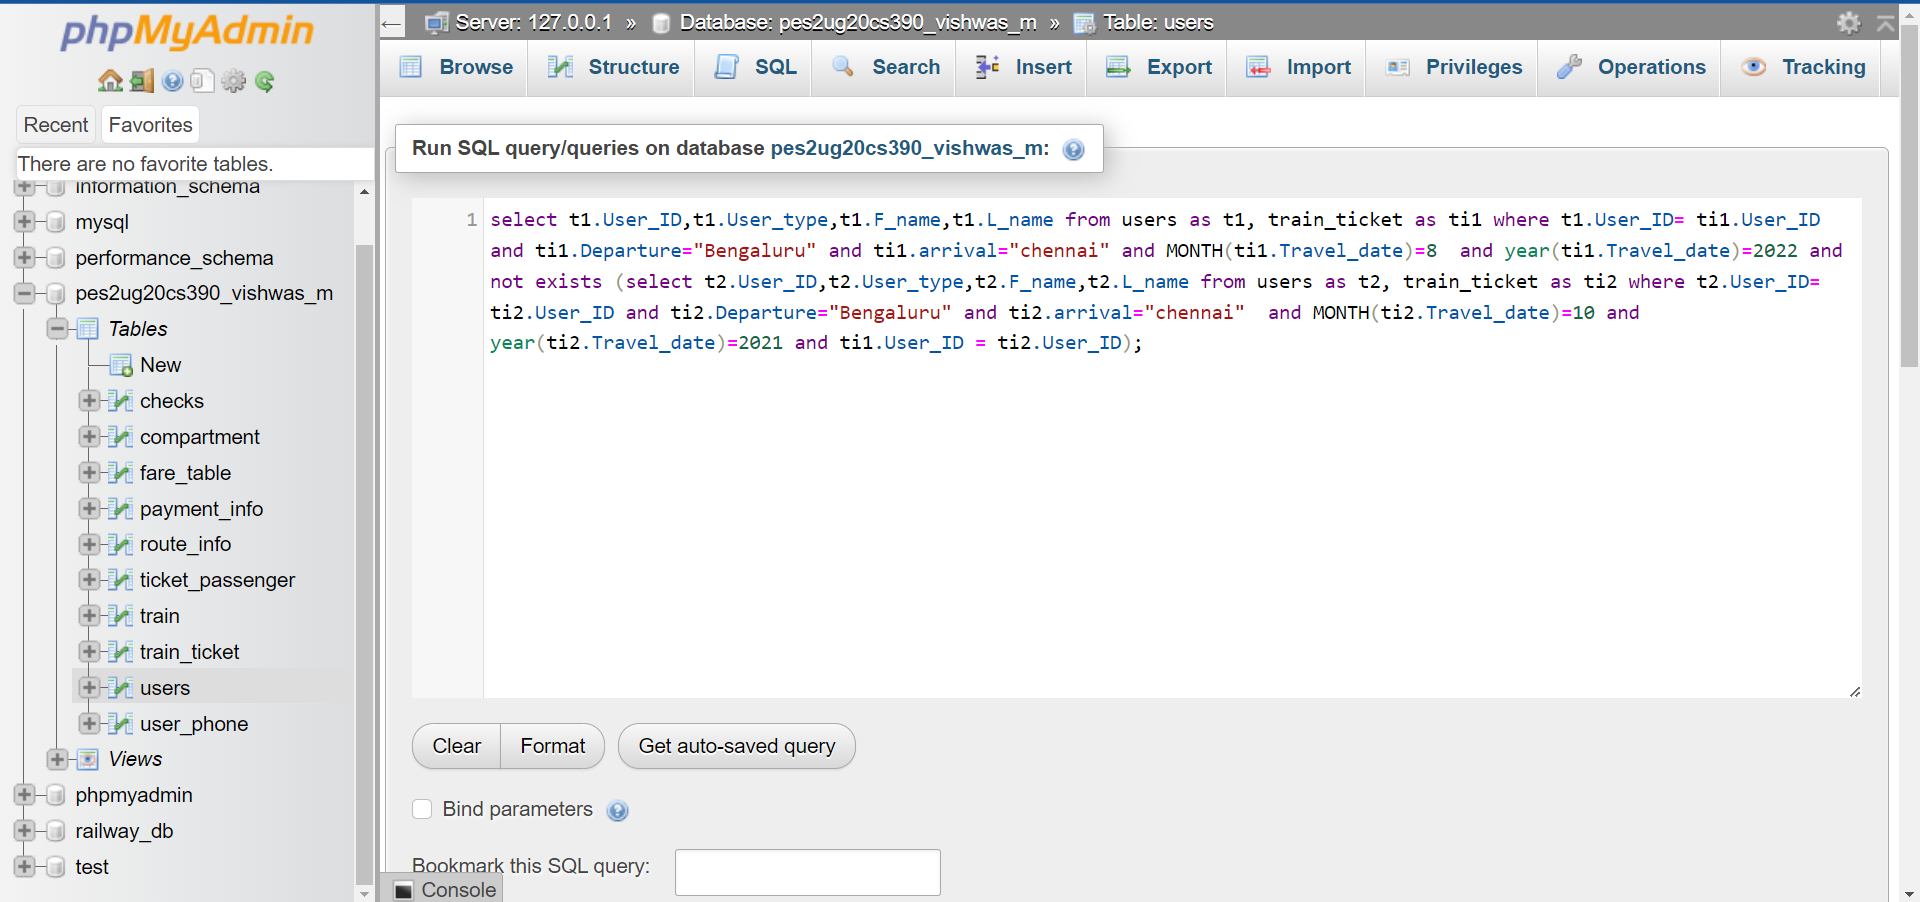 phpMyAdmin
Recent
Favorites
There are no favorite tables.
information_schema
mysql
performance_schema
pes2ug20cs390_vishwas_m
Tables
New
checks
compartment
fare_table
payment_info
route_info
ticket_passenger
train
train_ticket
users
user_phone
Views
phpmyadmin
railway_db
test
← Server: 127.0.0.1 » Database: pes2ug20cs390_vishwas_m » Table: users
Browse Structure SQL Search Insert Export Import Privileges Operations Tracking
Run SQL query/queries on database pes2ug20cs390_vishwas_m:
1 select t1.User_ID,t1.User_type,t1.F_name,t1.L_name from users as t1, train_ticket as ti1 where t1.User_ID= ti1.User_ID
and ti1.Departure="Bengaluru" and ti1.arrival="chennai" and MONTH(ti1.Travel_date)=8  and year(ti1.Travel_date)=2022 and
not exists (select t2.User_ID,t2.User_type,t2.F_name,t2.L_name from users as t2, train_ticket as ti2 where t2.User_ID=
ti2.User_ID and ti2.Departure="Bengaluru" and ti2.arrival="chennai"  and MONTH(ti2.Travel_date)=10 and
year(ti2.Travel_date)=2021 and ti1.User_ID = ti2.User_ID);
Clear Format Get auto-saved query
Bind parameters
Bookmark this SQL query:
Console